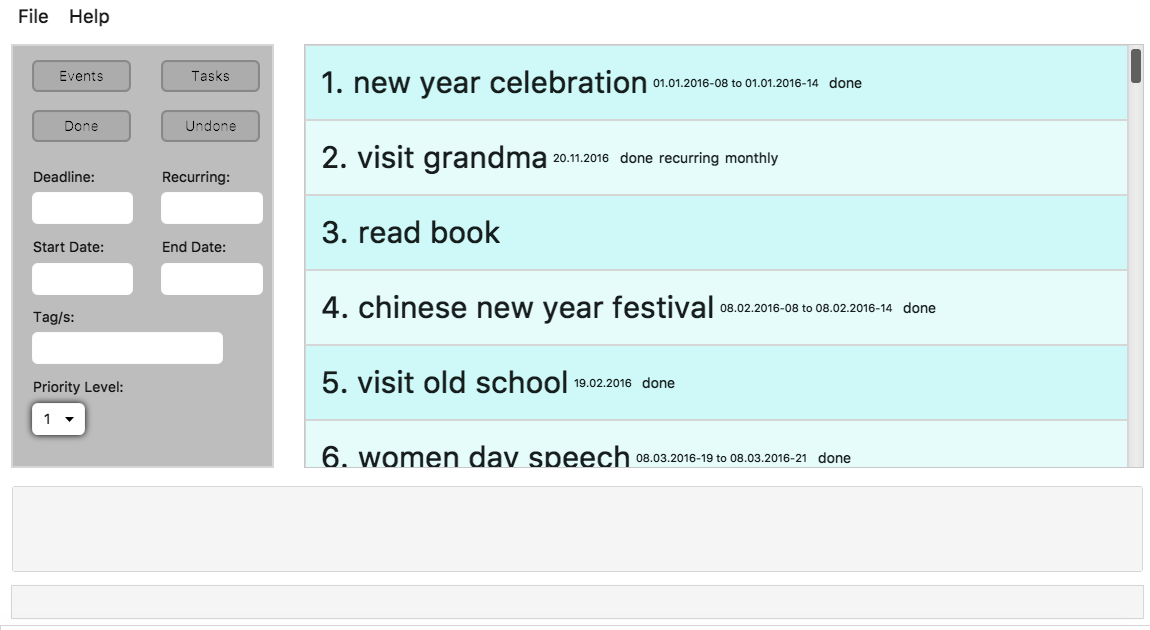 File Help
Events Tasks
Done Undone
Deadline: Recurring:
Start Date: End Date:
Tag/s:
Priority Level:
1
1. new year celebration 01.01.2016-08 to 01.01.2016-14 done
2. visit grandma 20.11.2016 done recurring monthly
3. read book
4. chinese new year festival 08.02.2016-08 to 08.02.2016-14 done
5. visit old school 19.02.2016 done
6. women day speech 08.03.2016-19 to 08.03.2016-21 done